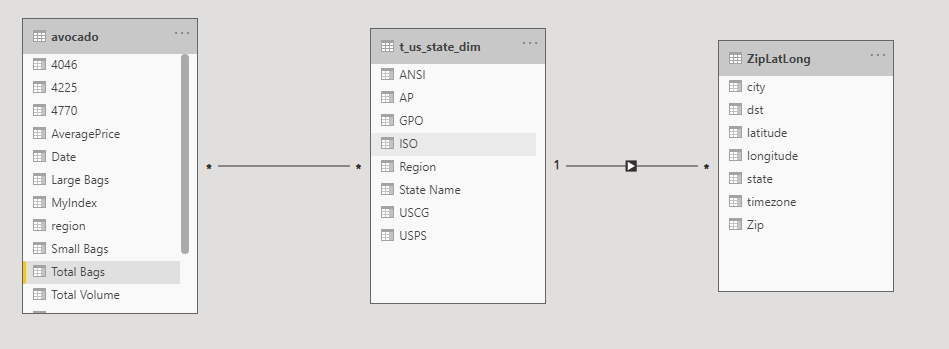 avocado
4046
4225
4770
AveragePrice
Date
Large Bags
MyIndex
region
Small Bags
Total Bags
Total Volume
*
*
t_us_state_dim
ANSI
AP
GPO
ISO
Region
State Name
USCG
USPS
1
*
ZipLatLong
city
dst
latitude
longitude
state
timezone
Zip